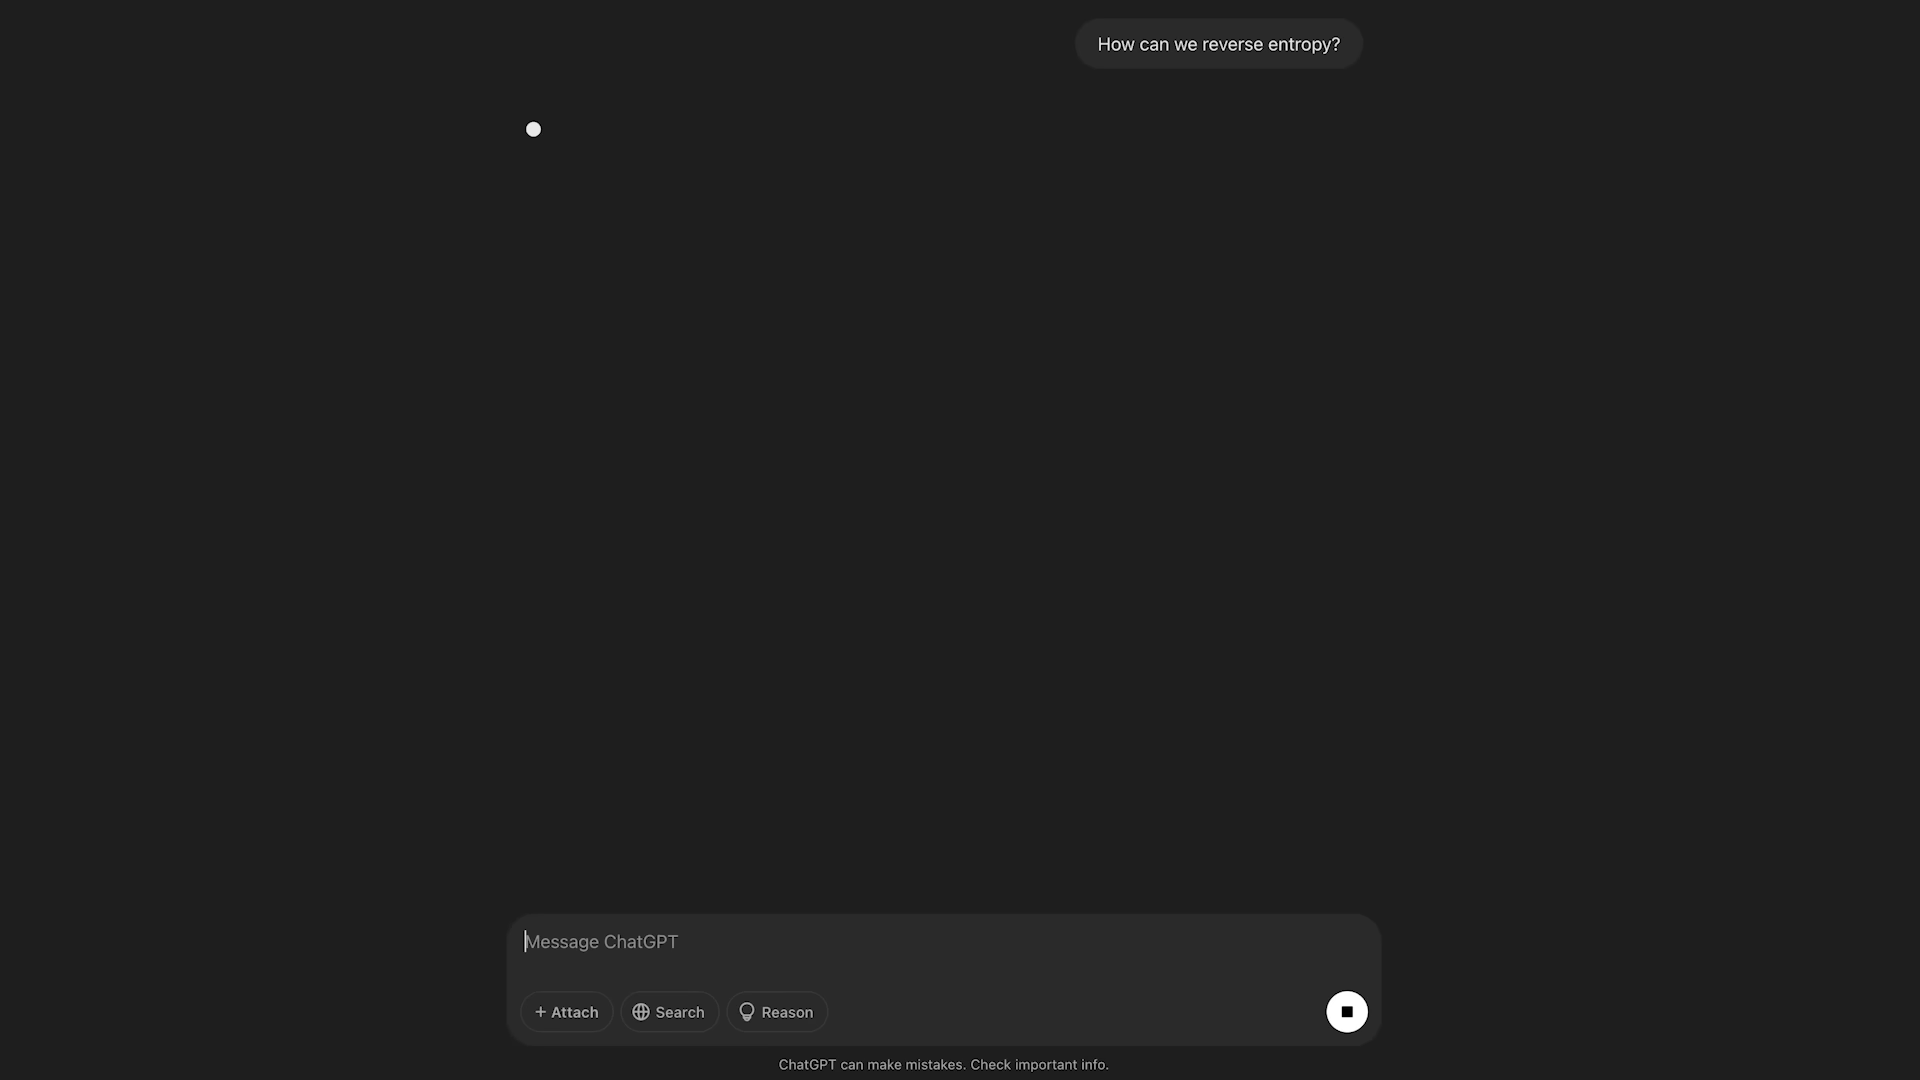 How can we reverse entropy?
Message ChatGPT
+ Attach
Search
Reason
ChatGPT can make mistakes. Check important info.